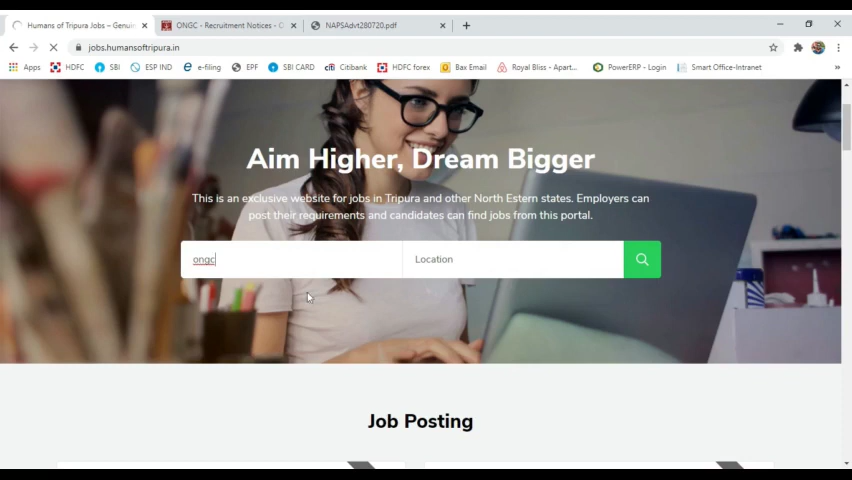 Humans of Tripura Jobs – Genuin
ONGC - Recruitment Notices - O
NAPSAdvt280720.pdf
jobs.humansoftripura.in
Apps
HDFC
SBI
ESP IND
e-filing
EPF
SBI CARD
citi Citibank
HDFC forex
Bax Email
Royal Bliss - Apart...
PowerERP - Login
Smart Office-Intranet
»
Aim Higher, Dream Bigger
This is an exclusive website for jobs in Tripura and other North Estern states. Employers can
post their requirements and candidates can find jobs from this portal.
ongc
Location
Job Posting